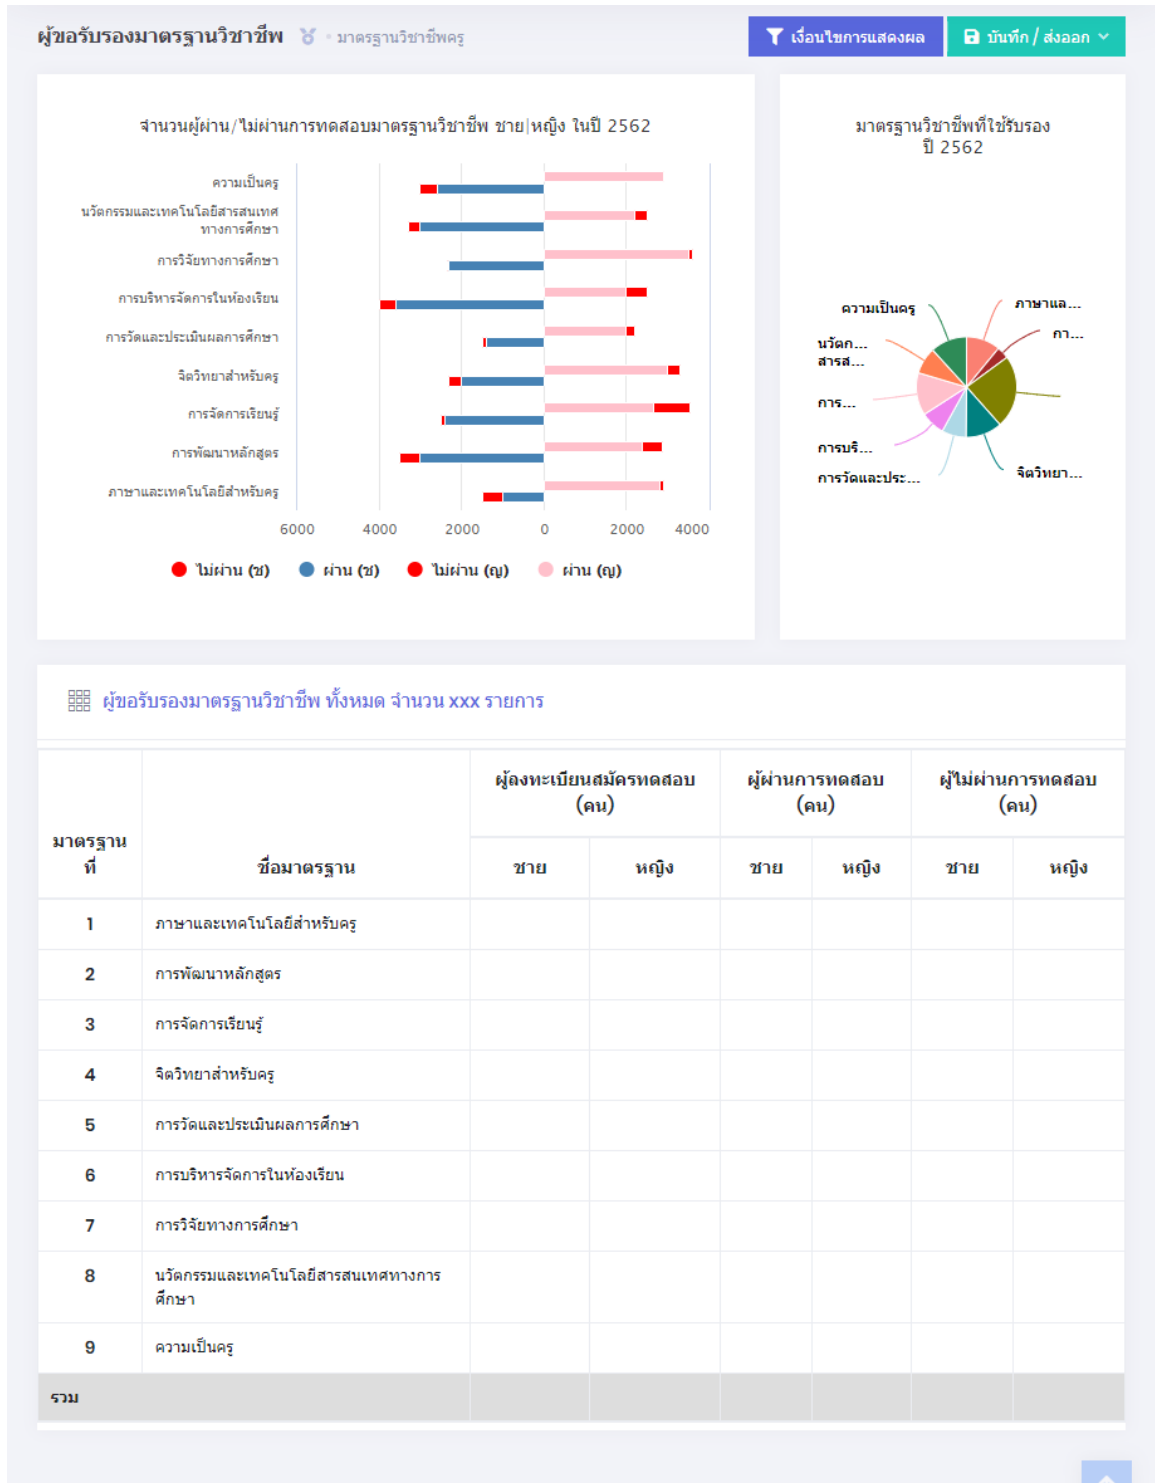 ผู้ขอรับรองมาตรฐานวิชาชีพ • มาตรฐานวิชาชีพครู
เงื่อนไขการแสดงผล
บันทึก / ส่งออก
จำนวนผู้ผ่าน/ไม่ผ่านการทดสอบมาตรฐานวิชาชีพ ชาย|หญิง ในปี 2562
ความเป็นครู
นวัตกรรมและเทคโนโลยีสารสนเทศ
ทางการศึกษา
การวิจัยทางการศึกษา
การบริหารจัดการในห้องเรียน
การวัดและประเมินผลการศึกษา
จิตวิทยาสำหรับครู
การจัดการเรียนรู้
การพัฒนาหลักสูตร
ภาษาและเทคโนโลยีสำหรับครู
6000 4000 2000 0 2000 4000
ไม่ผ่าน (ช) ผ่าน (ช) ไม่ผ่าน (ญ) ผ่าน (ญ)
มาตรฐานวิชาชีพที่ใช้รับรอง
ปี 2562
ความเป็นครู
ภาษาแล...
นวัตก...
สารส...
กา...
การ...
การบริ...
การวัดและประ...
จิตวิทยา...
ผู้ขอรับรองมาตรฐานวิชาชีพ ทั้งหมด จำนวน xxx รายการ
มาตรฐาน
ที่
ชื่อมาตรฐาน
ผู้ลงทะเบียนสมัครทดสอบ
(คน)
ผู้ผ่านการทดสอบ
(คน)
ผู้ไม่ผ่านการทดสอบ
(คน)
ชาย หญิง ชาย หญิง ชาย หญิง
1 ภาษาและเทคโนโลยีสำหรับครู
2 การพัฒนาหลักสูตร
3 การจัดการเรียนรู้
4 จิตวิทยาสำหรับครู
5 การวัดและประเมินผลการศึกษา
6 การบริหารจัดการในห้องเรียน
7 การวิจัยทางการศึกษา
8 นวัตกรรมและเทคโนโลยีสารสนเทศทางการ
ศึกษา
9 ความเป็นครู
รวม